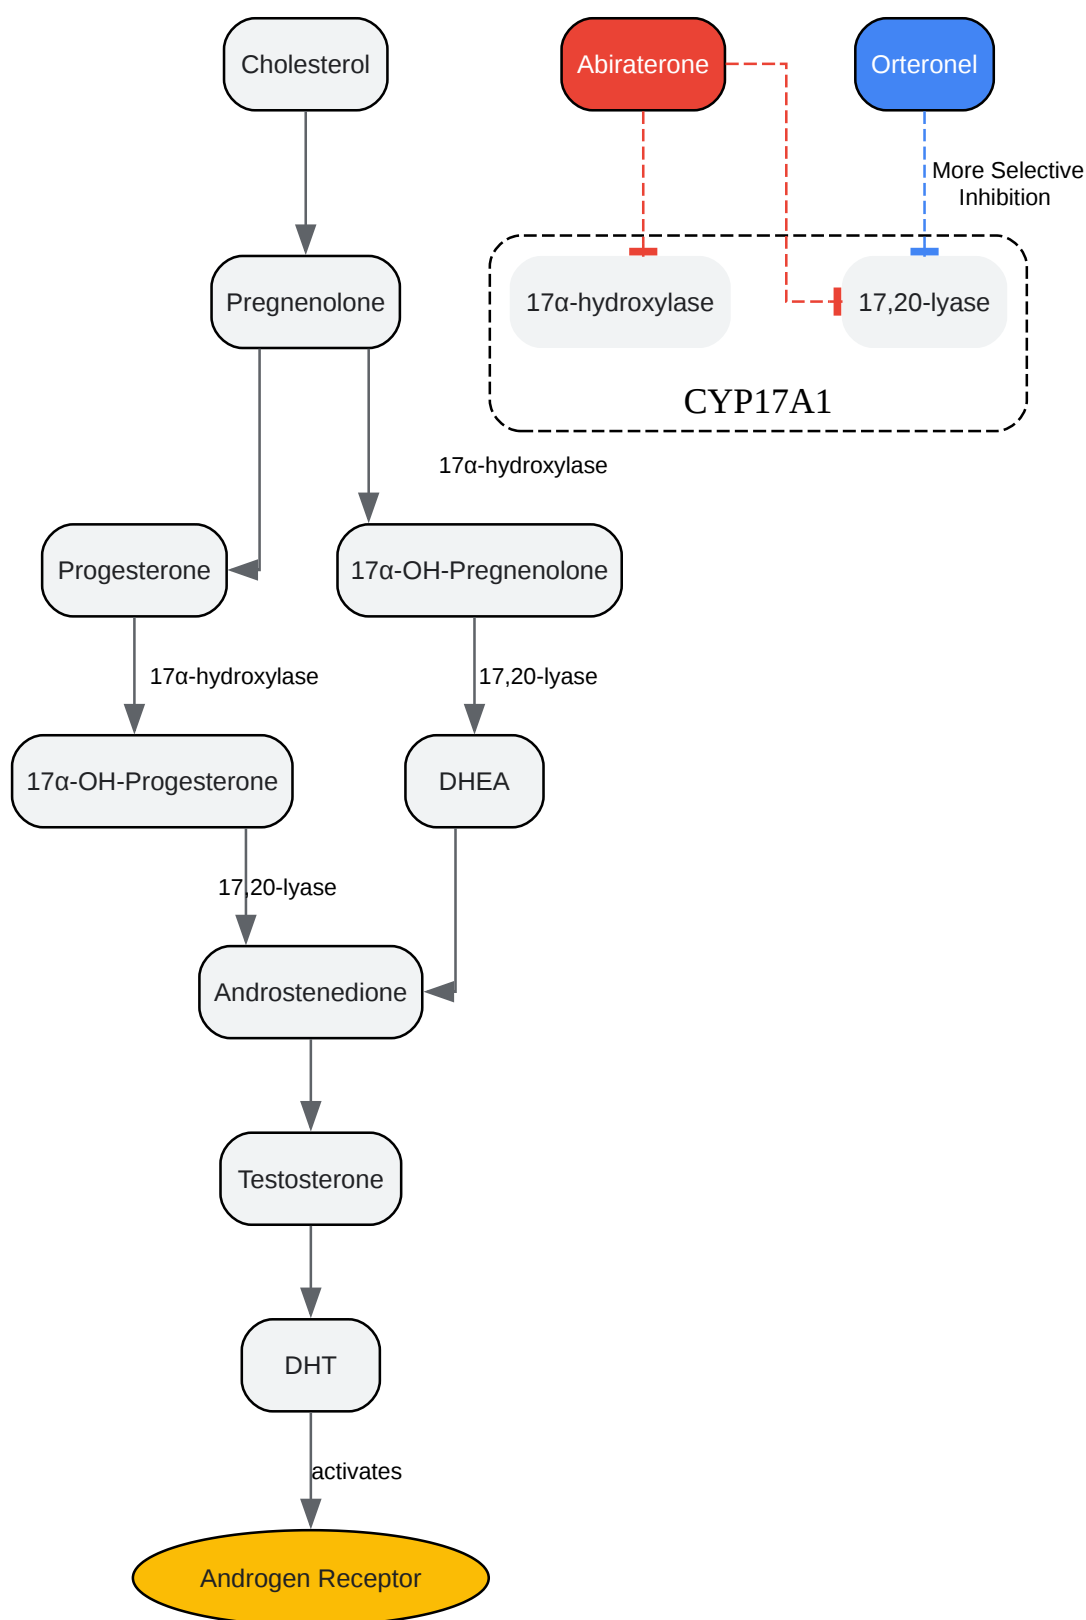 Cholesterol
Abiraterone
Orteronel
More Selective
Inhibition
Pregnenolone
17α-hydroxylase
17,20-lyase
CYP17A1
17α-hydroxylase
Progesterone
17α-OH-Pregnenolone
17α-hydroxylase
17,20-lyase
17α-OH-Progesterone
DHEA
17,20-lyase
Androstenedione
Testosterone
DHT
activates
Androgen Receptor